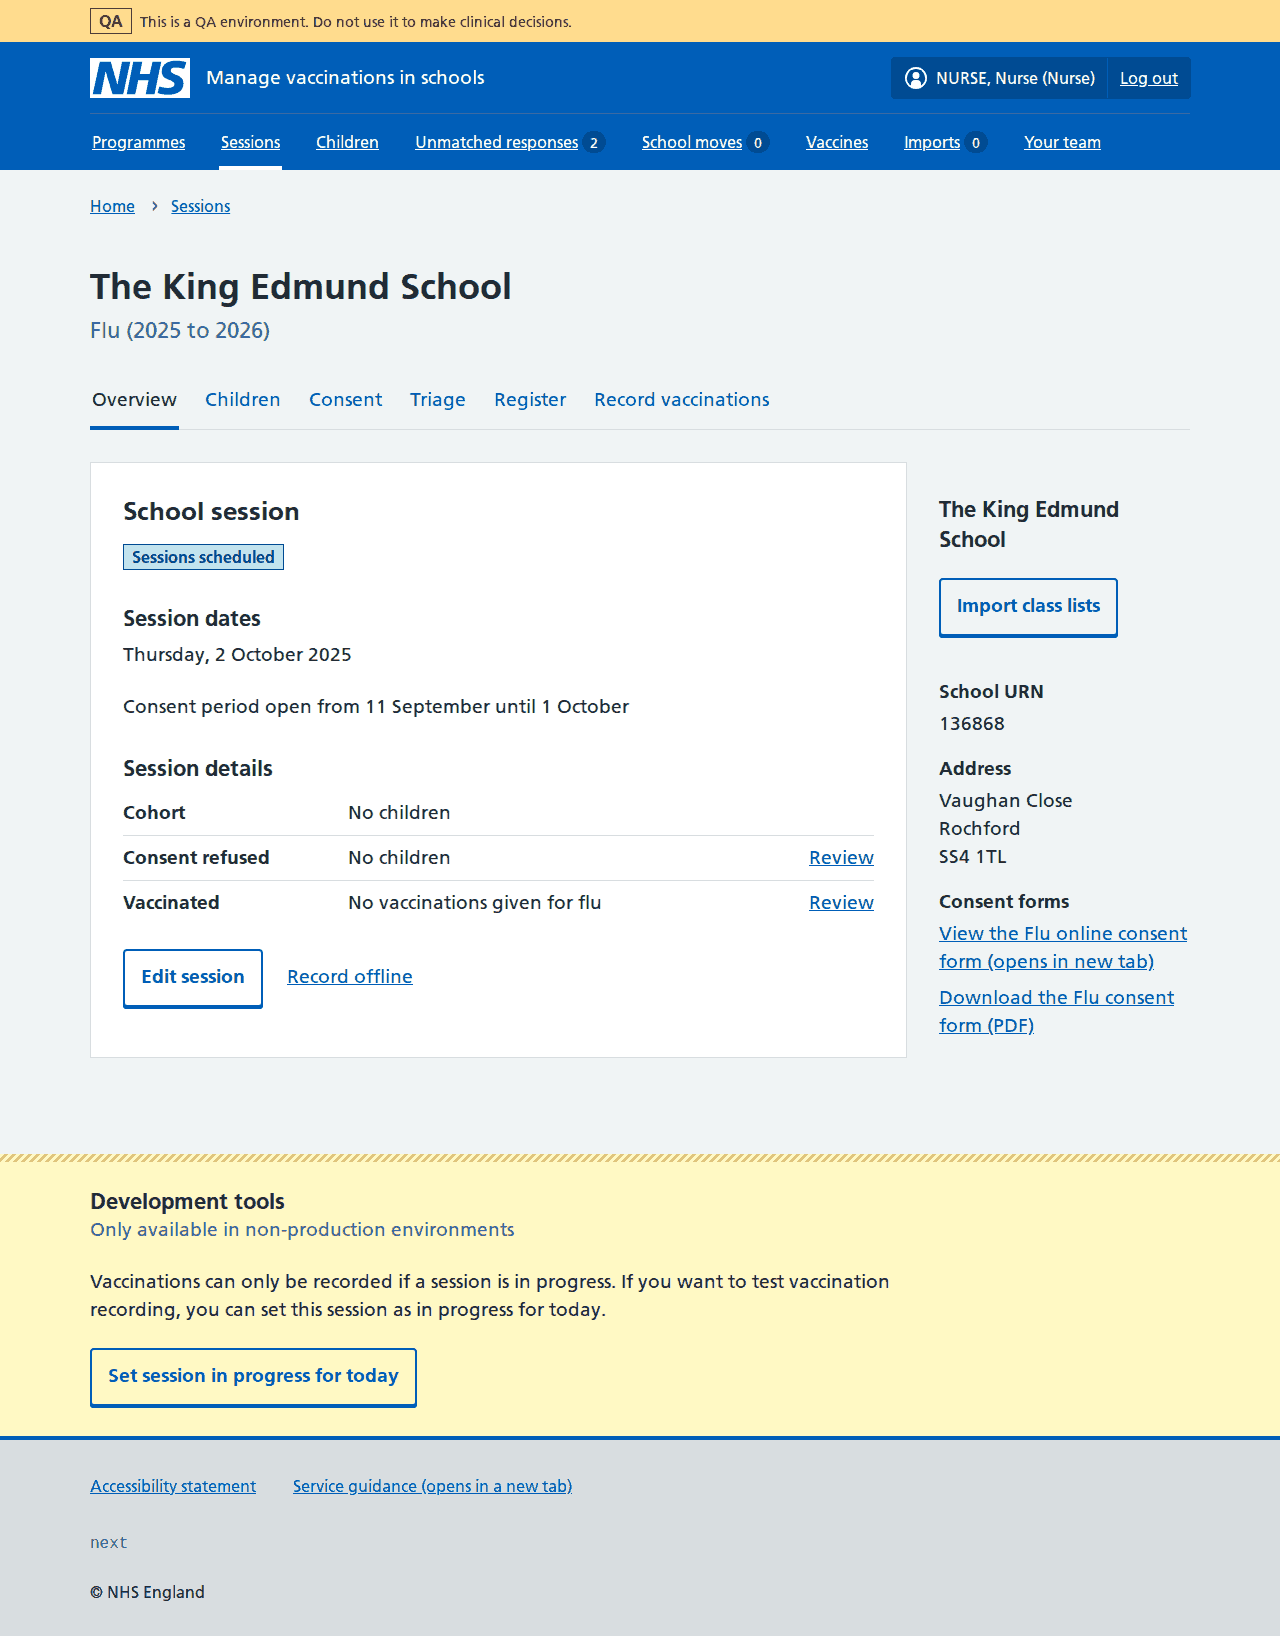 QA This is a QA environment. Do not use it to make clinical decisions.
NHS Manage vaccinations in schools NURSE, Nurse (Nurse) Log out
Programmes Sessions Children Unmatched responses 2 School moves 0 Vaccines Imports 0 Your team
Home › Sessions
The King Edmund School
Flu (2025 to 2026)
Overview Children Consent Triage Register Record vaccinations
School session
Sessions scheduled
Session dates
Thursday, 2 October 2025
Consent period open from 11 September until 1 October
Session details
Cohort No children
Consent refused No children Review
Vaccinated No vaccinations given for flu Review
Edit session Record offline
The King Edmund
School
Import class lists
School URN
136868
Address
Vaughan Close
Rochford
SS4 1TL
Consent forms
View the Flu online consent
form (opens in new tab)
Download the Flu consent
form (PDF)
Development tools
Only available in non-production environments
Vaccinations can only be recorded if a session is in progress. If you want to test vaccination
recording, you can set this session as in progress for today.
Set session in progress for today
Accessibility statement Service guidance (opens in a new tab)
next
© NHS England